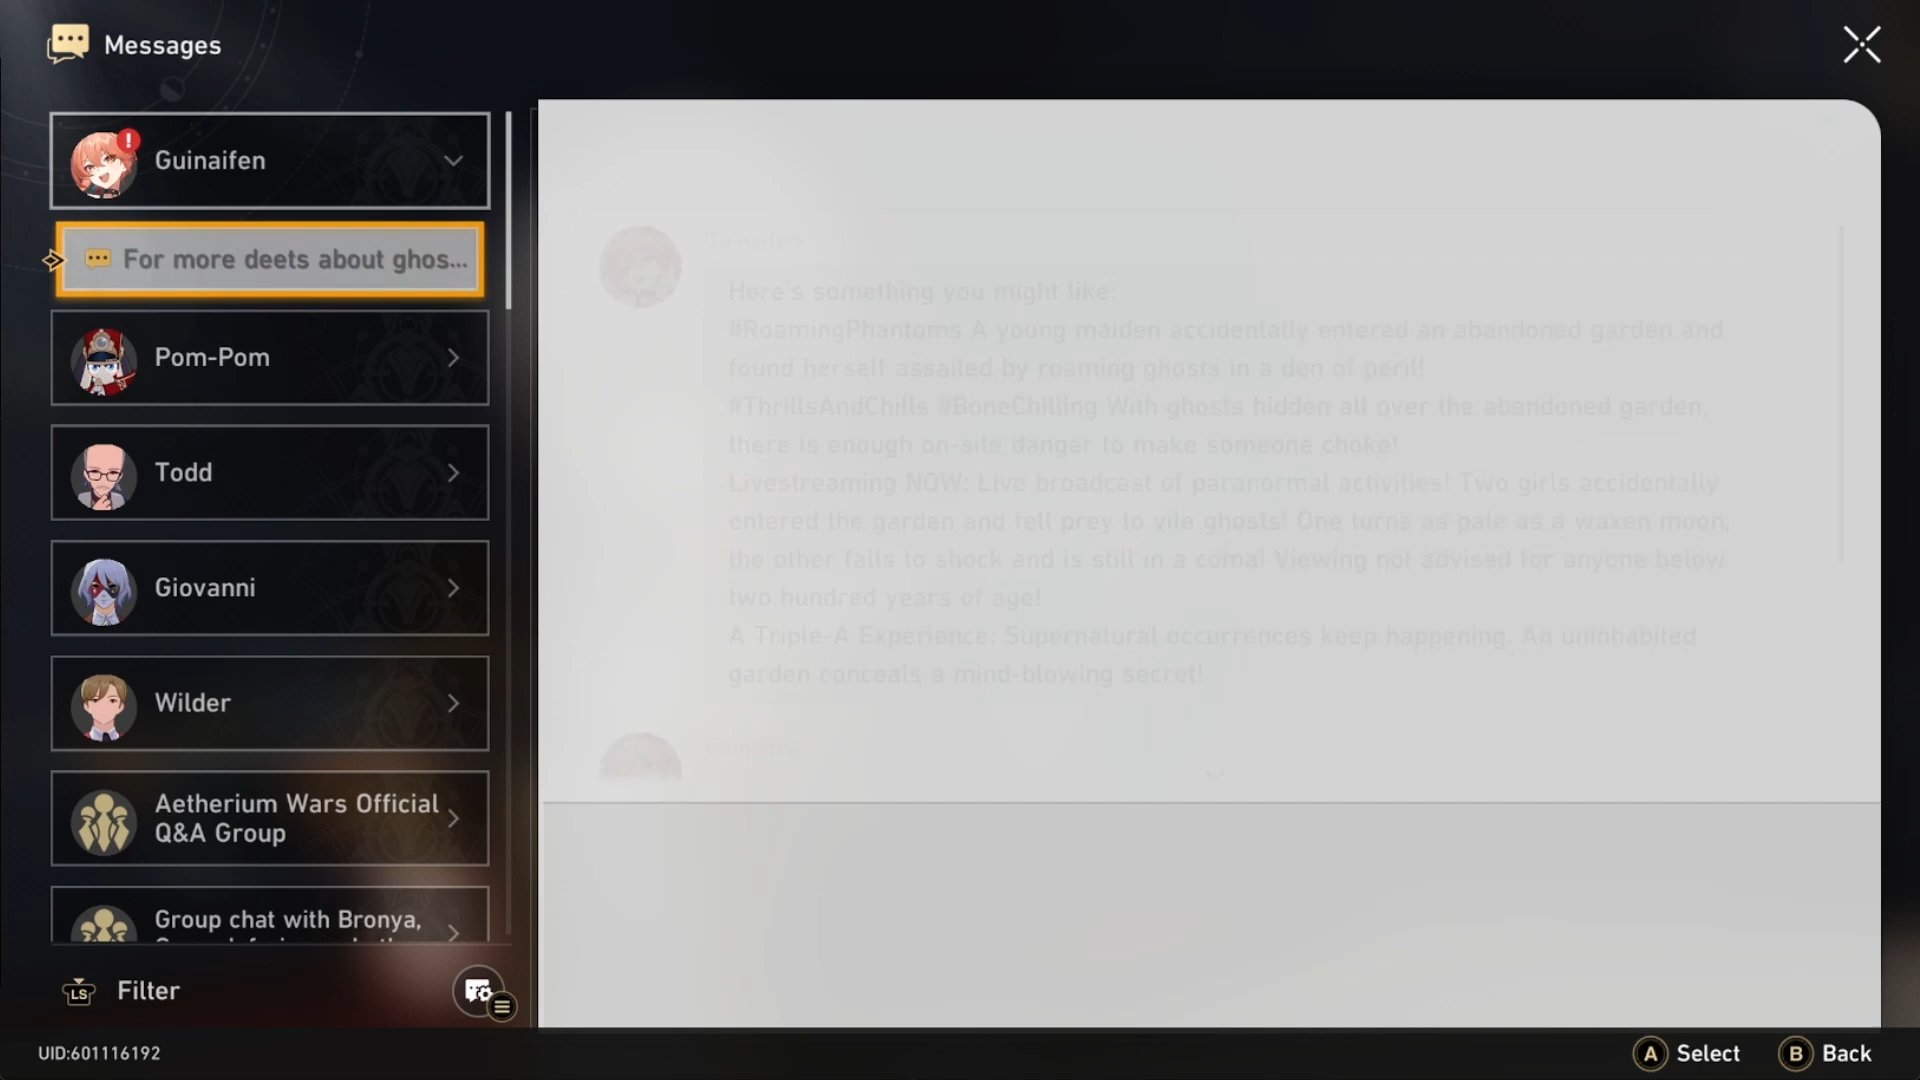 Messages
Guinaifen
For more deets about ghos...
Pom-Pom
Todd
Giovanni
Wilder
Aetherium Wars Official
Q&A Group
Group chat with Bronya,
LS Filter
UID:601116192
Guinaifen
Here's something you might like:
#RoamingPhantoms A young maiden accidentally entered an abandoned garden and
found herself assailed by roaming ghosts in a den of peril!
#ThrillsAndChills #BoneChilling With ghosts hidden all over the abandoned garden,
there is enough on-site danger to make someone choke!
Livestreaming NOW: Live broadcast of paranormal activities! Two girls accidentally
entered the garden and fell prey to vile ghosts! One turns as pale as a waxen moon,
the other falls to shock and is still in a coma! Viewing not advised for anyone below
two hundred years of age!
A Triple-A Experience: Supernatural occurrences keep happening. An uninhabited
garden conceals a mind-blowing secret!
Guinaifen
A Select
B Back